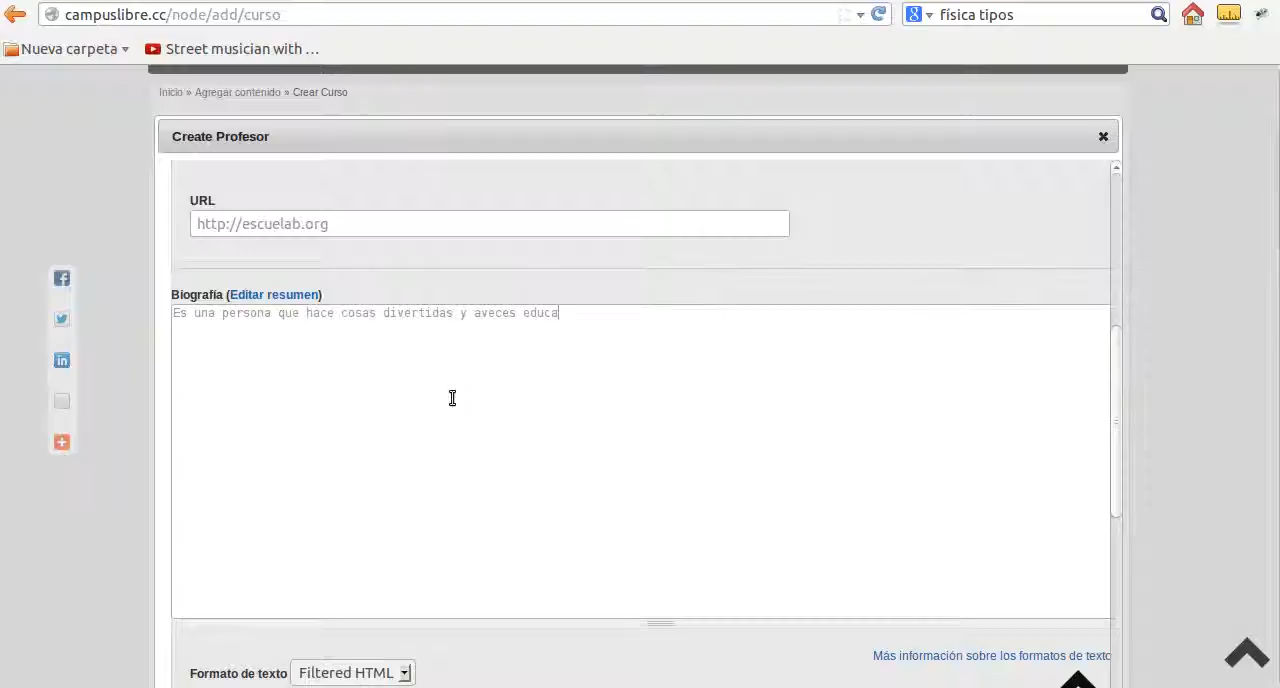 campuslibre.cc/node/add/curso
física tipos
Nueva carpeta
Street musician with ...
Inicio » Agregar contenido » Crear Curso
Create Profesor
URL
http://escuelab.org
Biografía (Editar resumen)
Es una persona que hace cosas divertidas y aveces educa
Más información sobre los formatos de texto
Formato de texto Filtered HTML